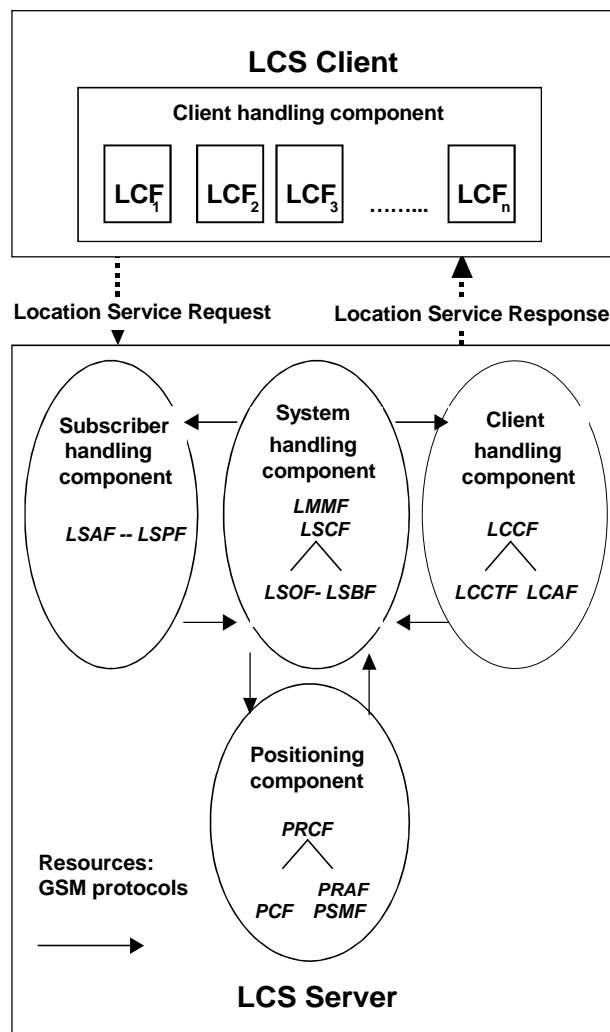 LCS Client
Client handling component
LCF1 LCF2 LCF3 ……... LCFn
Location Service Request
Location Service Response
Subscriber
handling
component
LSAF -- LSPF
System
handling
component
LMMF
LSCF
LSOF- LSBF
Client
handling
component
LCCF
LCCTF LCAF
Positioning
component
PRCF
PCF
PRAF
PSMF
Resources:
GSM protocols
LCS Server